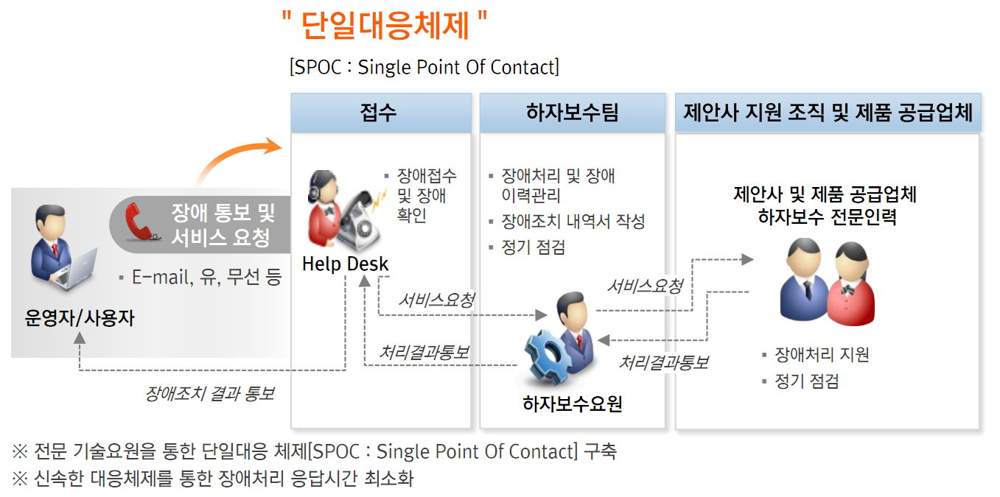 " 단일대응체제 "
[SPOC : Single Point Of Contact]
접수
하자보수팀
제안사 지원 조직 및 제품 공급업체
장애 통보 및
서비스 요청
▪ E-mail, 유, 무선 등
운영자/사용자
▪ 장애접수
및 장애
확인
Help Desk
▪ 장애처리 및 장애
이력관리
▪ 장애조치 내역서 작성
▪ 정기 점검
제안사 및 제품 공급업체
하자보수 전문인력
서비스요청
서비스요청
처리결과통보
처리결과통보
장애조치 결과 통보
하자보수요원
▪ 장애처리 지원
▪ 정기 점검
※ 전문 기술요원을 통한 단일대응 체제[SPOC : Single Point Of Contact] 구축
※ 신속한 대응체제를 통한 장애처리 응답시간 최소화